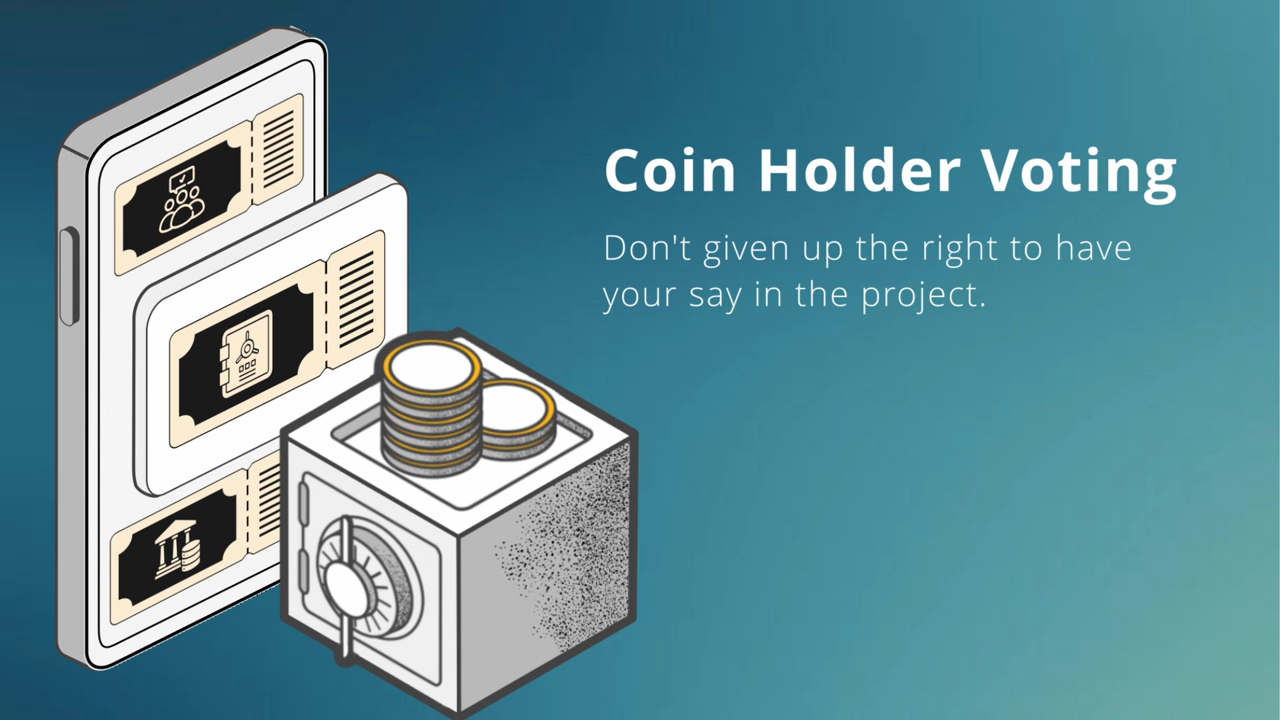 Coin Holder Voting
Don't given up the right to have
your say in the project.